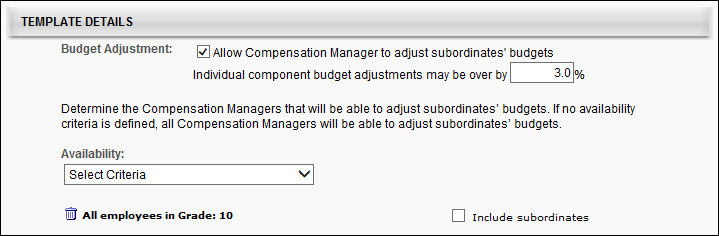 TEMPLATE DETAILS
Budget Adjustment: Allow Compensation Manager to adjust subordinates' budgets
Individual component budget adjustments may be over by 3.0 %
Determine the Compensation Managers that will be able to adjust subordinates' budgets. If no availability
criteria is defined, all Compensation Managers will be able to adjust subordinates' budgets.
Availability:
Select Criteria
All employees in Grade: 10 Include subordinates